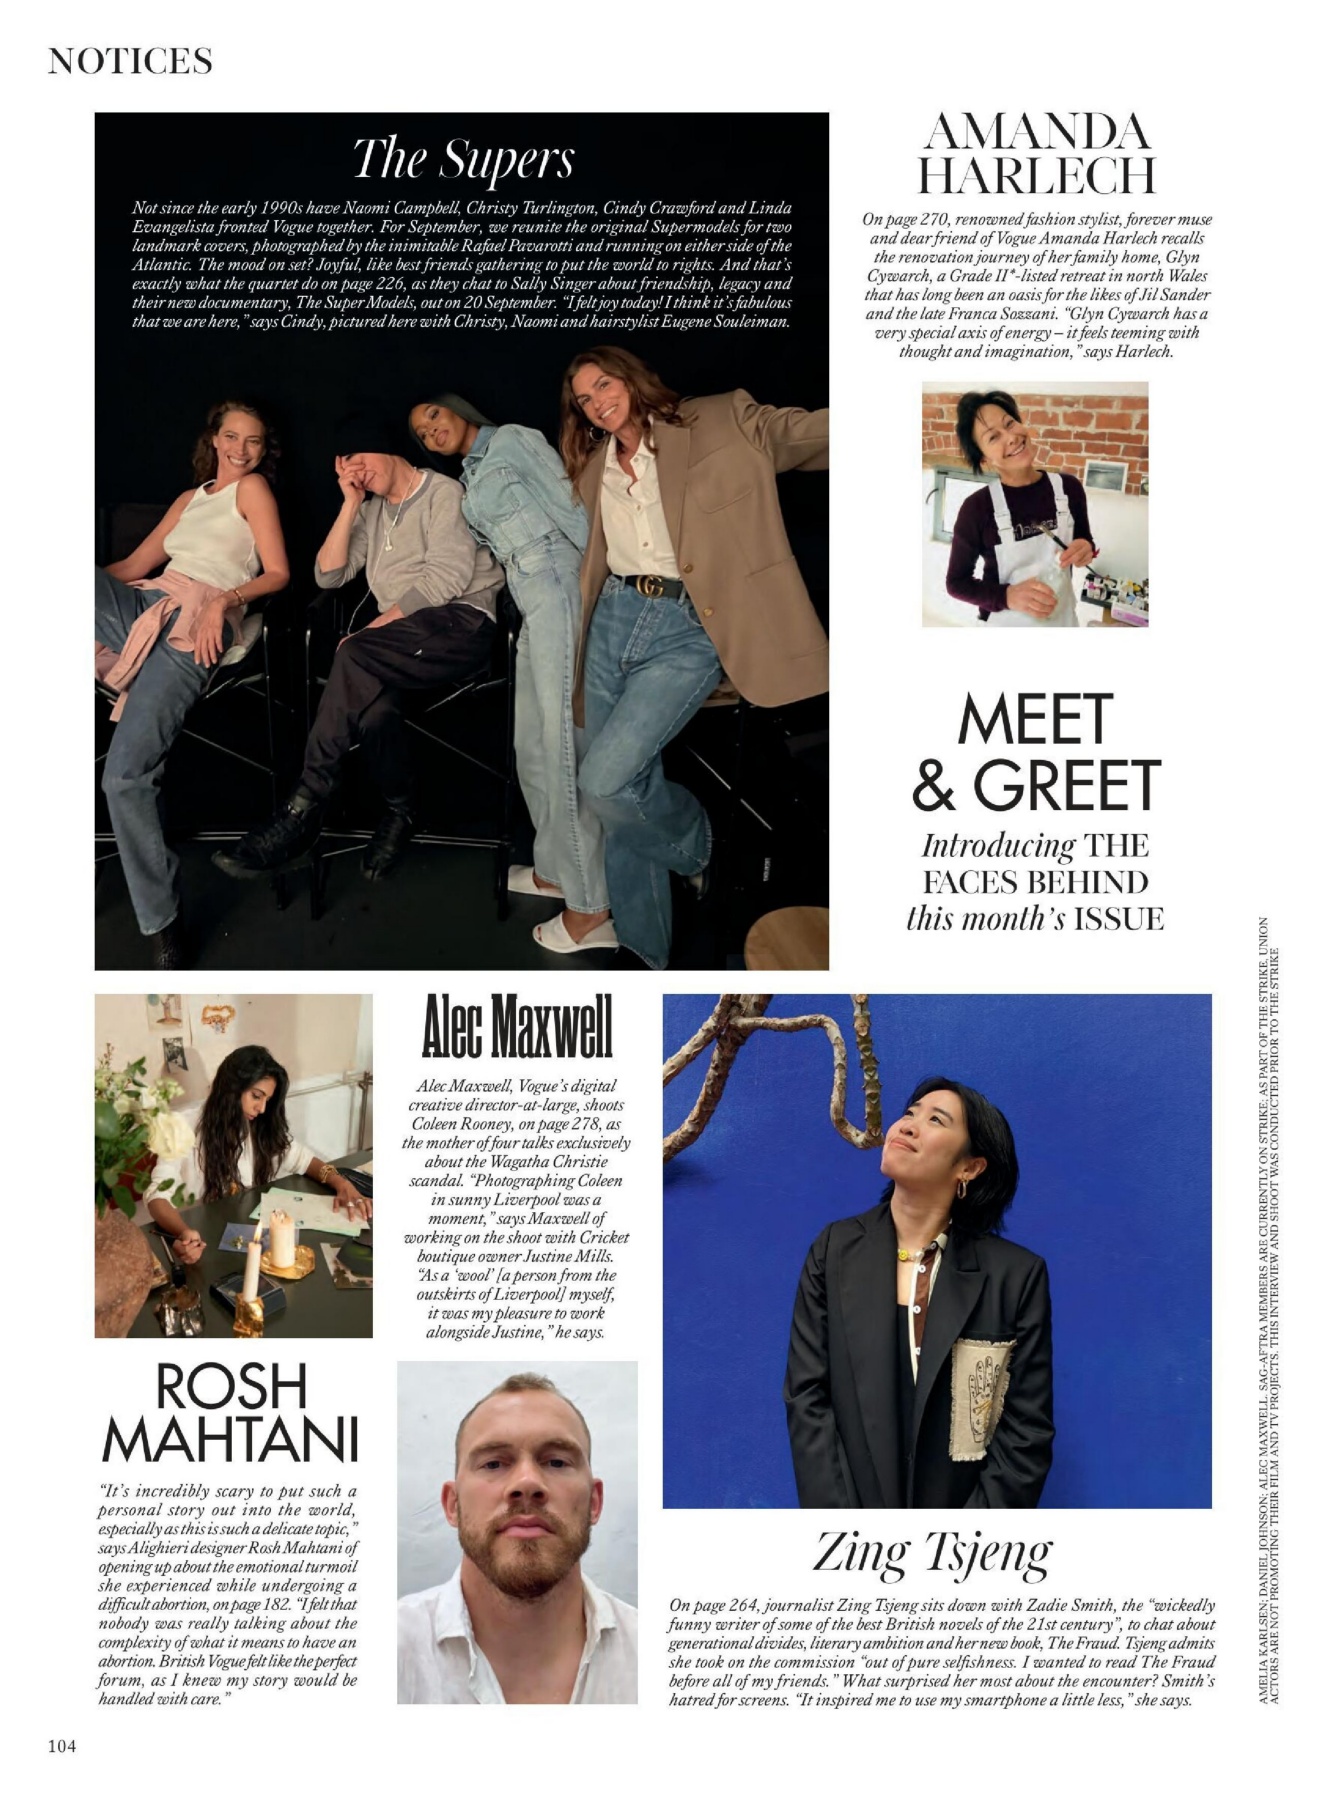 NOTICES
The Supers
Not since the early 1990s have Naomi Campbell, Christy Turlington, Cindy Crawford and Linda
Evangelista fronted Vogue together. For September, we reunite the original Supermodels for two
landmark covers, photographed by the inimitable Rafael Pavarotti and running on either side of the
Atlantic. The mood on set? Joyful, like best friends gathering to put the world to rights. And that's
exactly what the quartet do on page 226, as they chat to Sally Singer about friendship, legacy and
their new documentary, The Super Models, out on 20 September. "I felt joy today! I think it's fabulous
that we are here," says Cindy, pictured here with Christy, Naomi and hairstylist Eugene Souleiman.
AMANDA
HARLECH
On page 270, renowned fashion stylist, forever muse
and dear friend of Vogue Amanda Harlech recalls
the renovation journey of her family home, Glyn
Cywarch, a Grade II*-listed retreat in north Wales
that has long been an oasis for the likes of Jil Sander
and the late Franca Sozzani. "Glyn Cywarch has a
very special axis of energy – it feels teeming with
thought and imagination," says Harlech.
MEET
& GREET
Introducing THE
FACES BEHIND
this month's ISSUE
Alec Maxwell
Alec Maxwell, Vogue's digital
creative director-at-large, shoots
Coleen Rooney, on page 278, as
the mother of four talks exclusively
about the Wagatha Christie
scandal. "Photographing Coleen
in sunny Liverpool was a
moment," says Maxwell of
working on the shoot with Cricket
boutique owner Justine Mills.
"As a 'wool' [a person from the
outskirts of Liverpool] myself,
it was my pleasure to work
alongside Justine," he says.
ROSH
MAHTANI
"It's incredibly scary to put such a
personal story out into the world,
especially as this is such a delicate topic,"
says Alighieri designer Rosh Mahtani of
opening up about the emotional turmoil
she experienced while undergoing a
difficult abortion, on page 182. "I felt that
nobody was really talking about the
complexity of what it means to have an
abortion. British Vogue felt like the perfect
forum, as I knew my story would be
handled with care."
Zing Tsjeng
On page 264, journalist Zing Tsjeng sits down with Zadie Smith, the "wickedly
funny writer of some of the best British novels of the 21st century", to chat about
generational divides, literary ambition and her new book, The Fraud. Tsjeng admits
she took on the commission "out of pure selfishness. I wanted to read The Fraud
before all of my friends." What surprised her most about the encounter? Smith's
hatred for screens. "It inspired me to use my smartphone a little less," she says.
AMELIA KARLSEN; DANIEL JOHNSON; ALEC MAXWELL. SAG-AFTRA MEMBERS ARE CURRENTLY ON STRIKE; AS PART OF THE STRIKE, UNION
ACTORS ARE NOT PROMOTING THEIR FILM AND TV PROJECTS. THIS INTERVIEW AND SHOOT WAS CONDUCTED PRIOR TO THE STRIKE
104